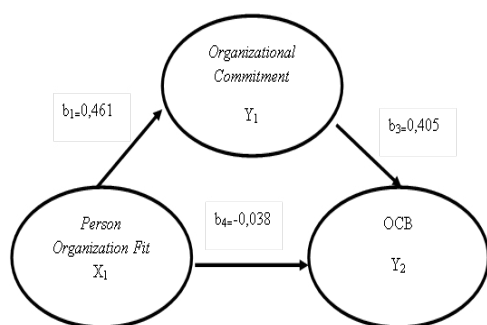 Organizational
Commitment
Y1
b1=0,461
b3=0,405
Person
Organization Fit
X1
b4=-0,038
OCB
Y2